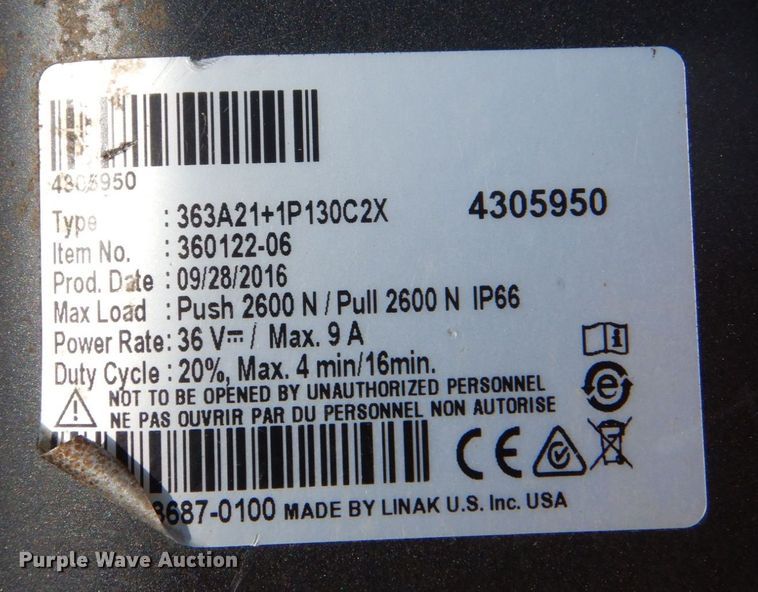 4305950
Type : 363A21+1P130C2X 4305950
Item No. : 360122-06
Prod. Date : 09/28/2016
Max Load : Push 2600 N / Pull 2600 N IP66
Power Rate : 36 V⎓ / Max. 9 A
Duty Cycle : 20%, Max. 4 min/16min.
NOT TO BE OPENED BY UNAUTHORIZED PERSONNEL
NE PAS OUVRIR PAR DU PERSONNEL NON AUTORISE
CE
687-0100 MADE BY LINAK U.S. Inc. USA
Purple Wave Auction